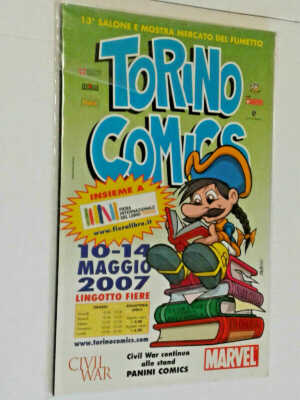 13° SALONE E MOSTRA MERCATO DEL FUMETTO
TORINO
COMICS
INSIEME A
FIERA
INTERNAZIONALE
DEL LIBRO
www.fieralibro.it
10-14
MAGGIO
2007
LINGOTTO FIERE
www.torinocomics.com
CIVIL
WAR
Civil War continua
allo stand
PANINI COMICS
MARVEL